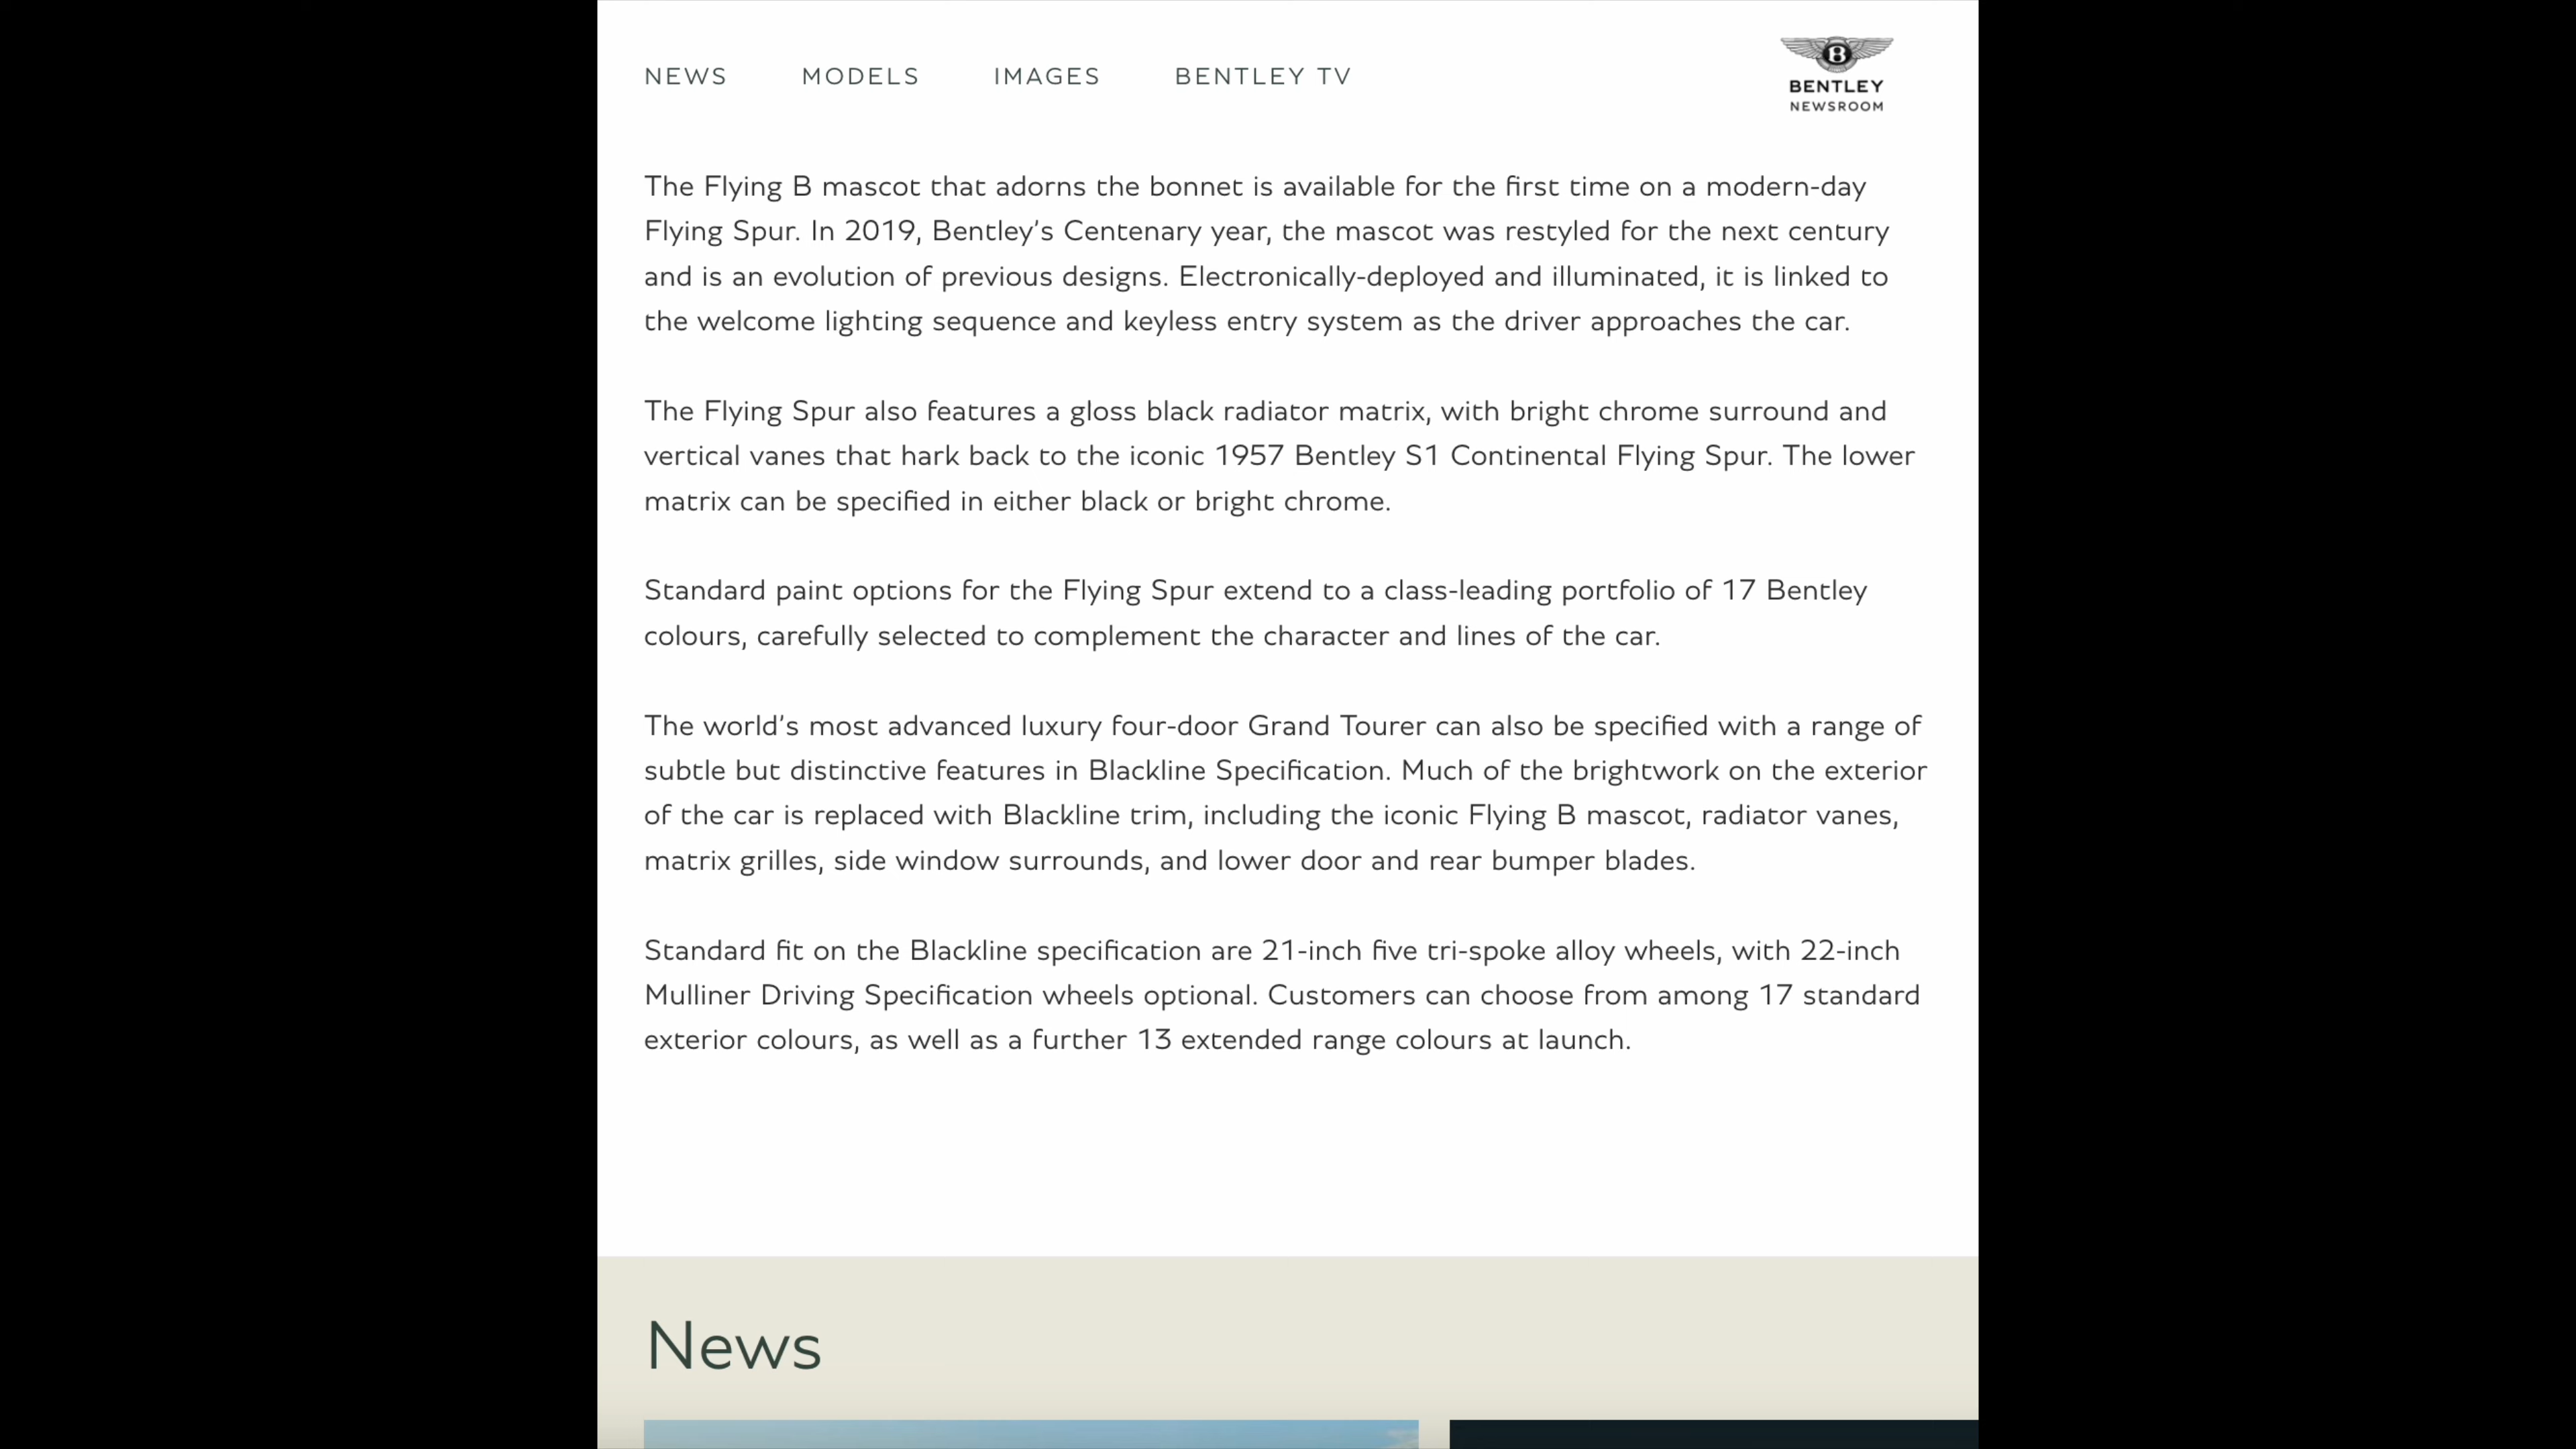 NEWS MODELS IMAGES BENTLEY TV
B
BENTLEY
NEWSROOM
The Flying B mascot that adorns the bonnet is available for the first time on a modern-day
Flying Spur. In 2019, Bentley’s Centenary year, the mascot was restyled for the next century
and is an evolution of previous designs. Electronically-deployed and illuminated, it is linked to
the welcome lighting sequence and keyless entry system as the driver approaches the car.
The Flying Spur also features a gloss black radiator matrix, with bright chrome surround and
vertical vanes that hark back to the iconic 1957 Bentley S1 Continental Flying Spur. The lower
matrix can be specified in either black or bright chrome.
Standard paint options for the Flying Spur extend to a class-leading portfolio of 17 Bentley
colours, carefully selected to complement the character and lines of the car.
The world’s most advanced luxury four-door Grand Tourer can also be specified with a range of
subtle but distinctive features in Blackline Specification. Much of the brightwork on the exterior
of the car is replaced with Blackline trim, including the iconic Flying B mascot, radiator vanes,
matrix grilles, side window surrounds, and lower door and rear bumper blades.
Standard fit on the Blackline specification are 21-inch five tri-spoke alloy wheels, with 22-inch
Mulliner Driving Specification wheels optional. Customers can choose from among 17 standard
exterior colours, as well as a further 13 extended range colours at launch.
News